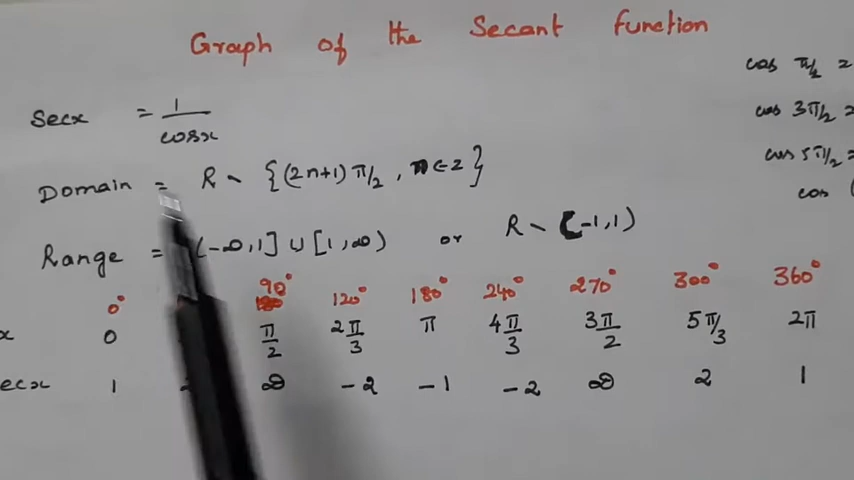 Graph of the Secant function
cos π/2 =
Secx = 1/cosx
cos 3π/2 =
Domain = R - {(2n+1) π/2, n ∈ Z}
cos 5π/2 =
cos (
Range = (-∞,1] ∪ [1,∞) or R - (-1,1)
0° 90° 120° 180° 240° 270° 300° 360°
x 0 π/2 2π/3 π 4π/3 3π/2 5π/3 2π
ecx 1 ∞ -2 -1 -2 ∞ 2 1